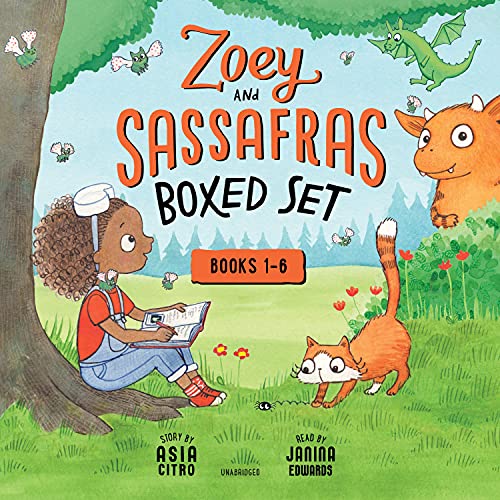 Zoey
AND
SASSAFRAS
BOXED SET
BOOKS 1-6
STORY BY
ASIA
CITRO
UNABRIDGED
READ BY
JANINA
EDWARDS